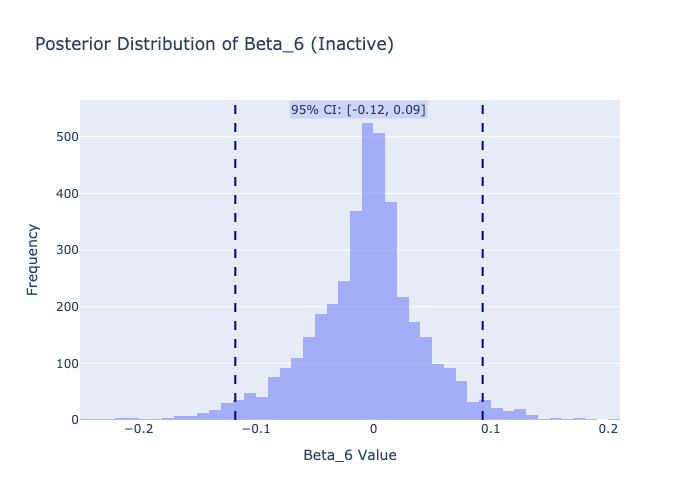 Posterior Distribution of Beta_6 (Inactive)
95% CI: [-0.12, 0.09]
500
400
300
200
100
0
Frequency
−0.2
−0.1
0
0.1
0.2
Beta_6 Value